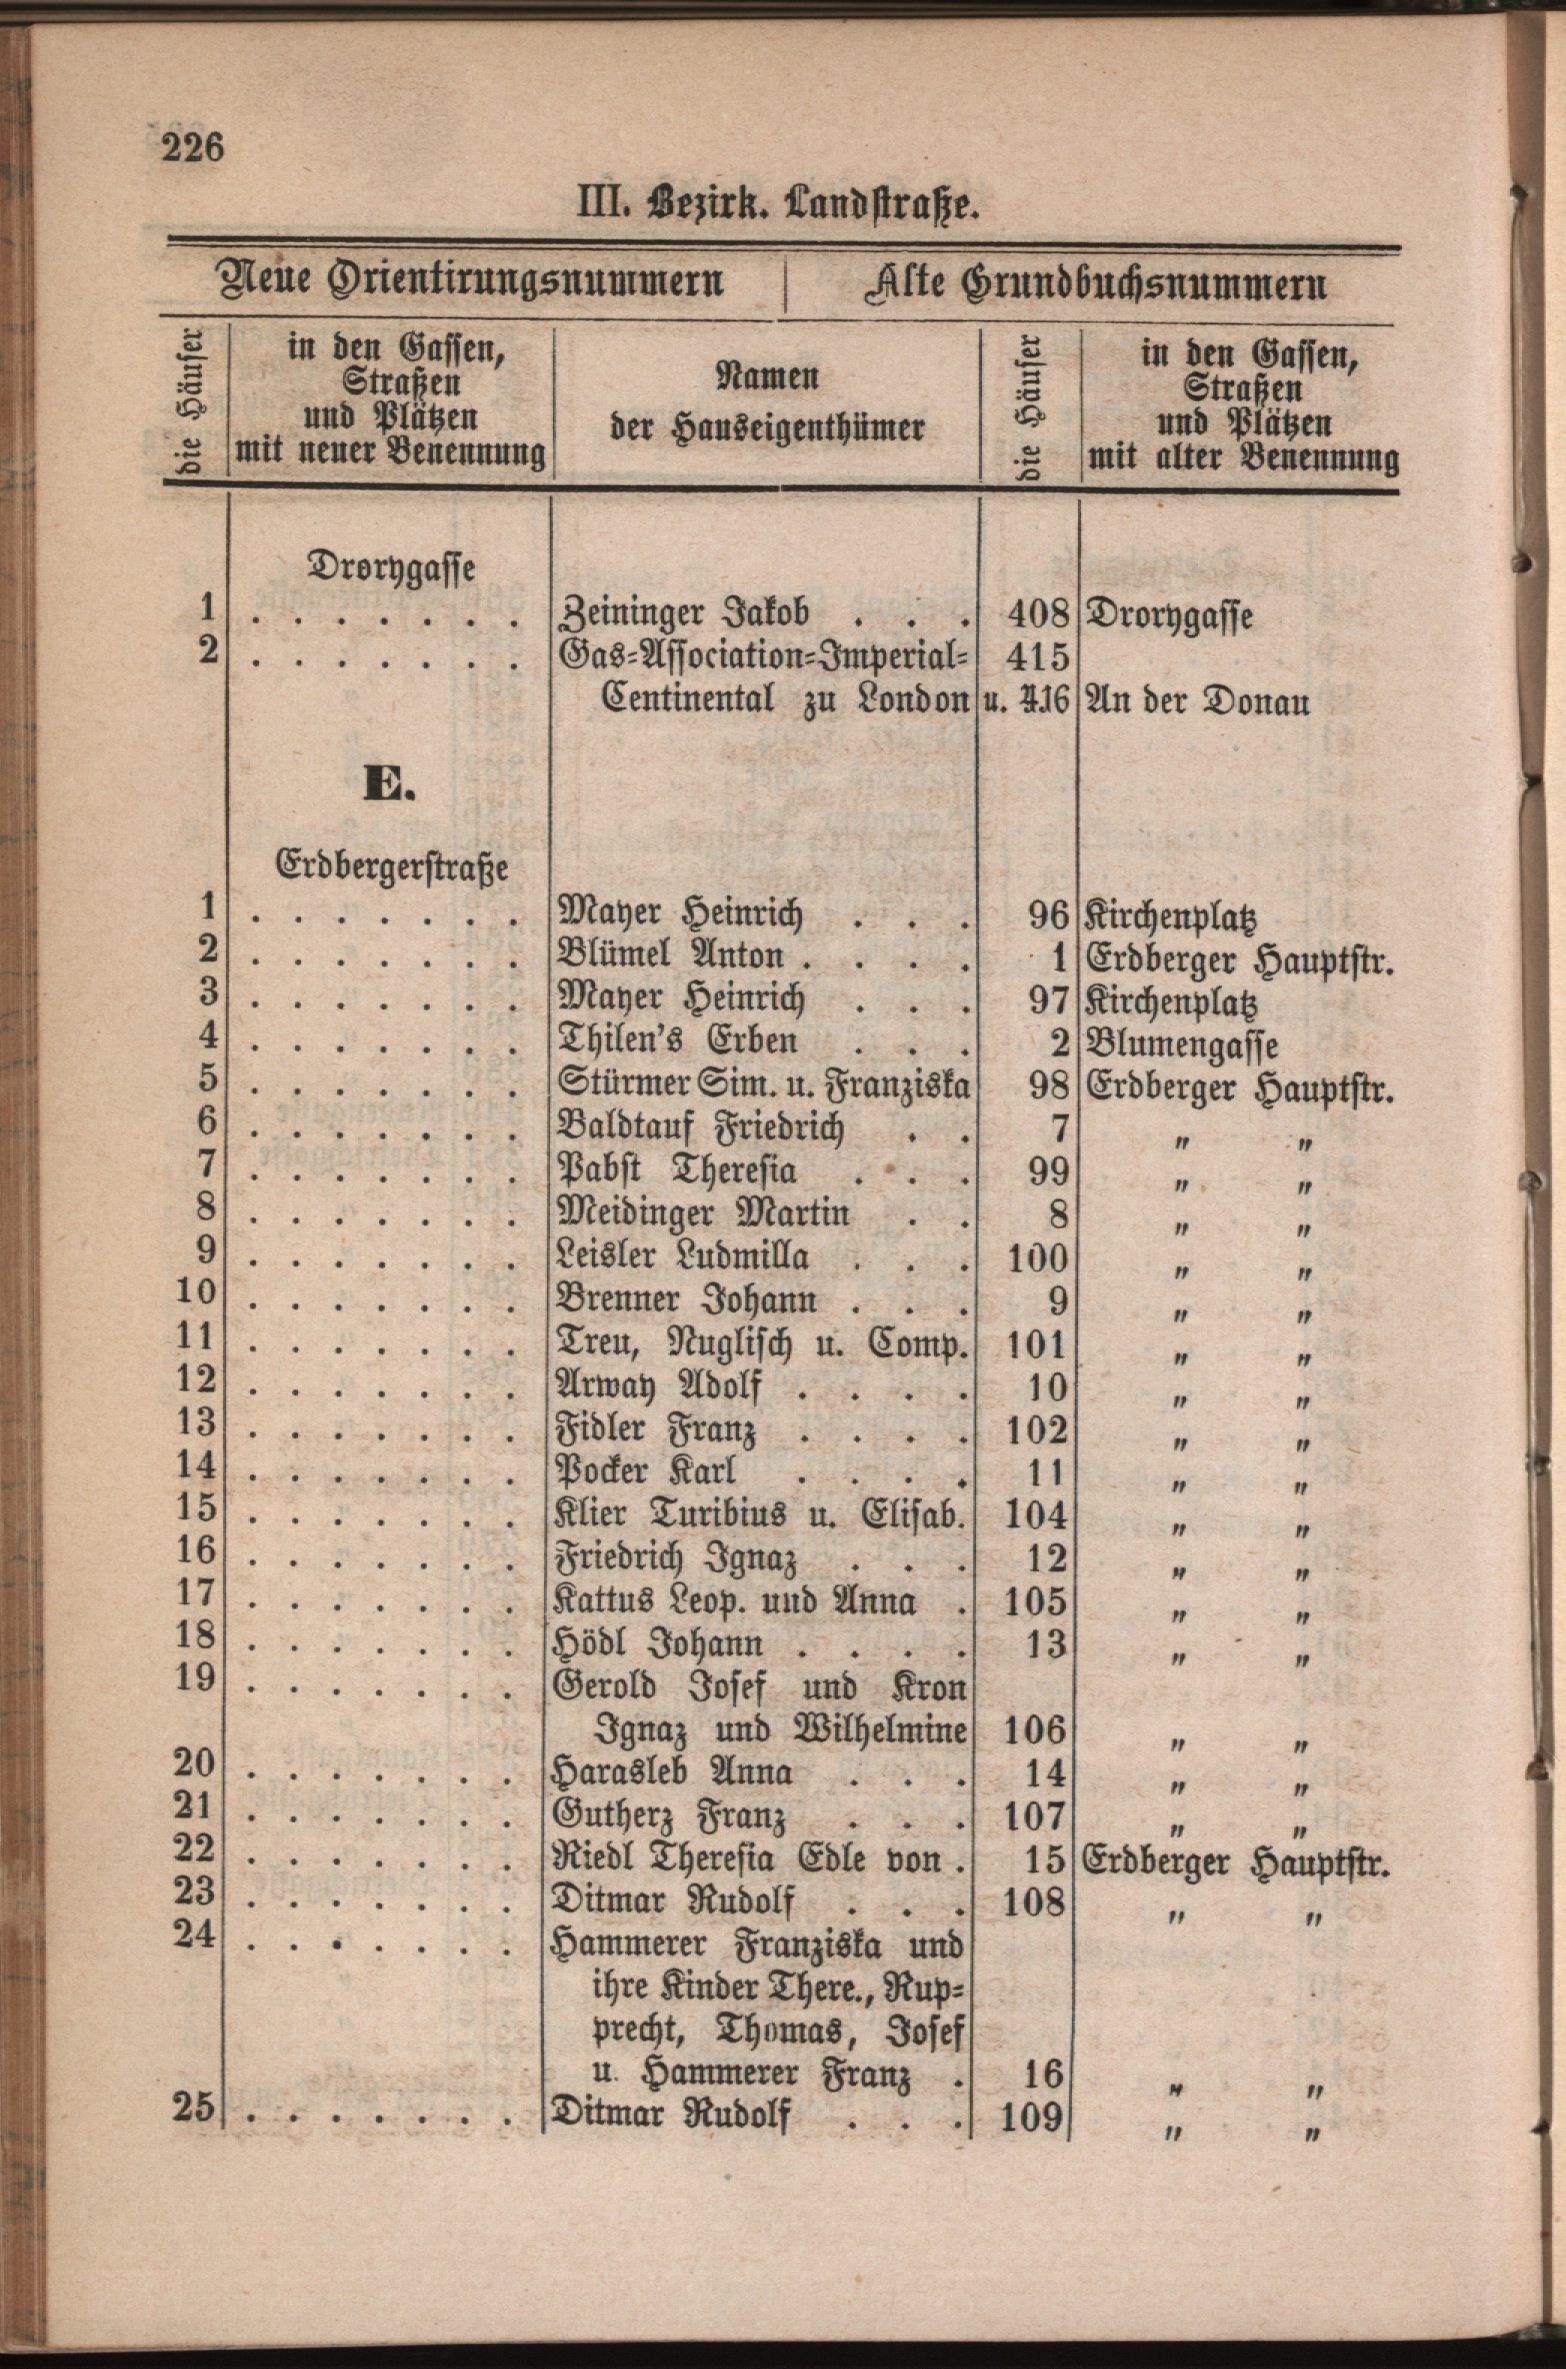 226
III. Bezirk. Landstraße.
Neue Orientirungsnummern Alte Grundbuchsnummern
die Häuser
in den Gassen,
Straßen
und Plätzen
mit neuer Benennung
Namen
der Hauseigenthümer
die Häuser
in den Gassen,
Straßen
und Plätzen
mit alter Benennung
Drorygasse
1 . . . . . . . Zeininger Jakob . . . 408 Drorygasse
2 . . . . . . . Gas-Association-Imperial- 415
Centinental zu London u. 416 An der Donau
E.
Erdbergerstraße
1 . . . . . . . Mayer Heinrich . . . 96 Kirchenplatz
2 . . . . . . . Blümel Anton . . . . 1 Erdberger Hauptstr.
3 . . . . . . . Mayer Heinrich . . . 97 Kirchenplatz
4 . . . . . . . Thilen's Erben . . . 2 Blumengasse
5 . . . . . . . Stürmer Sim. u. Franziska 98 Erdberger Hauptstr.
6 . . . . . . . Baldtauf Friedrich . . 7 " "
7 . . . . . . . Pabst Theresia . . . 99 " "
8 . . . . . . . Meidinger Martin . . 8 " "
9 . . . . . . . Leisler Ludmilla . . . 100 " "
10 . . . . . . . Brenner Johann . . . 9 " "
11 . . . . . . . Treu, Nuglisch u. Comp. 101 " "
12 . . . . . . . Arway Adolf . . . . 10 " "
13 . . . . . . . Fidler Franz . . . . 102 " "
14 . . . . . . . Pocker Karl . . . . 11 " "
15 . . . . . . . Klier Turibius u. Elisab. 104 " "
16 . . . . . . . Friedrich Ignaz . . . 12 " "
17 . . . . . . . Kattus Leop. und Anna . 105 " "
18 . . . . . . . Hödl Johann . . . . 13 " "
19 . . . . . . . Gerold Josef und Kron
Ignaz und Wilhelmine 106 " "
20 . . . . . . . Harasleb Anna . . . 14 " "
21 . . . . . . . Gutherz Franz . . . 107 " "
22 . . . . . . . Riedl Theresia Edle von . 15 Erdberger Hauptstr.
23 . . . . . . . Ditmar Rudolf . . . 108 " "
24 . . . . . . . Hammerer Franziska und
ihre Kinder There., Rup-
precht, Thomas, Josef
u. Hammerer Franz . 16 " "
25 . . . . . . . Ditmar Rudolf . . . 109 " "